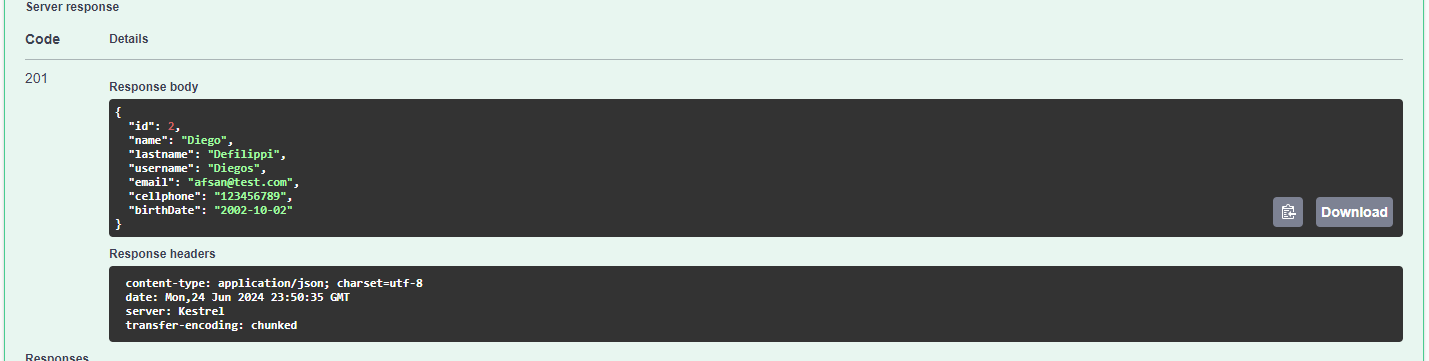 Server response
Code Details
201
Response body
{
  "id": 2,
  "name": "Diego",
  "lastname": "Defilippi",
  "username": "Diegos",
  "email": "afsan@test.com",
  "cellphone": "123456789",
  "birthDate": "2002-10-02"
}
Download
Response headers
content-type: application/json; charset=utf-8
date: Mon,24 Jun 2024 23:50:35 GMT
server: Kestrel
transfer-encoding: chunked
Responses